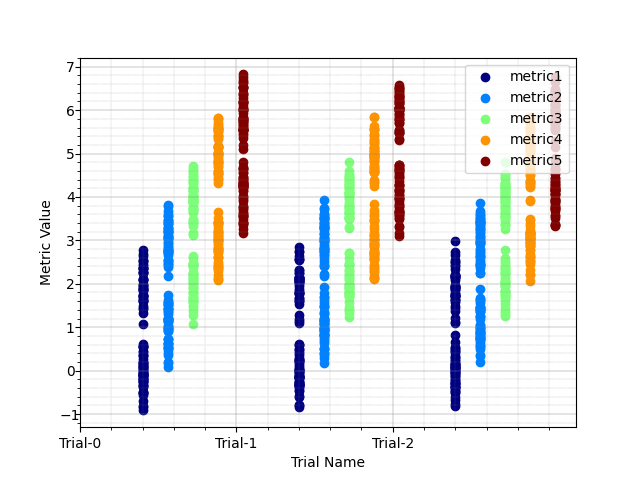 7
6
5
4
3
2
1
0
−1
Metric Value
Trial-0
Trial-1
Trial-2
Trial Name
metric1
metric2
metric3
metric4
metric5